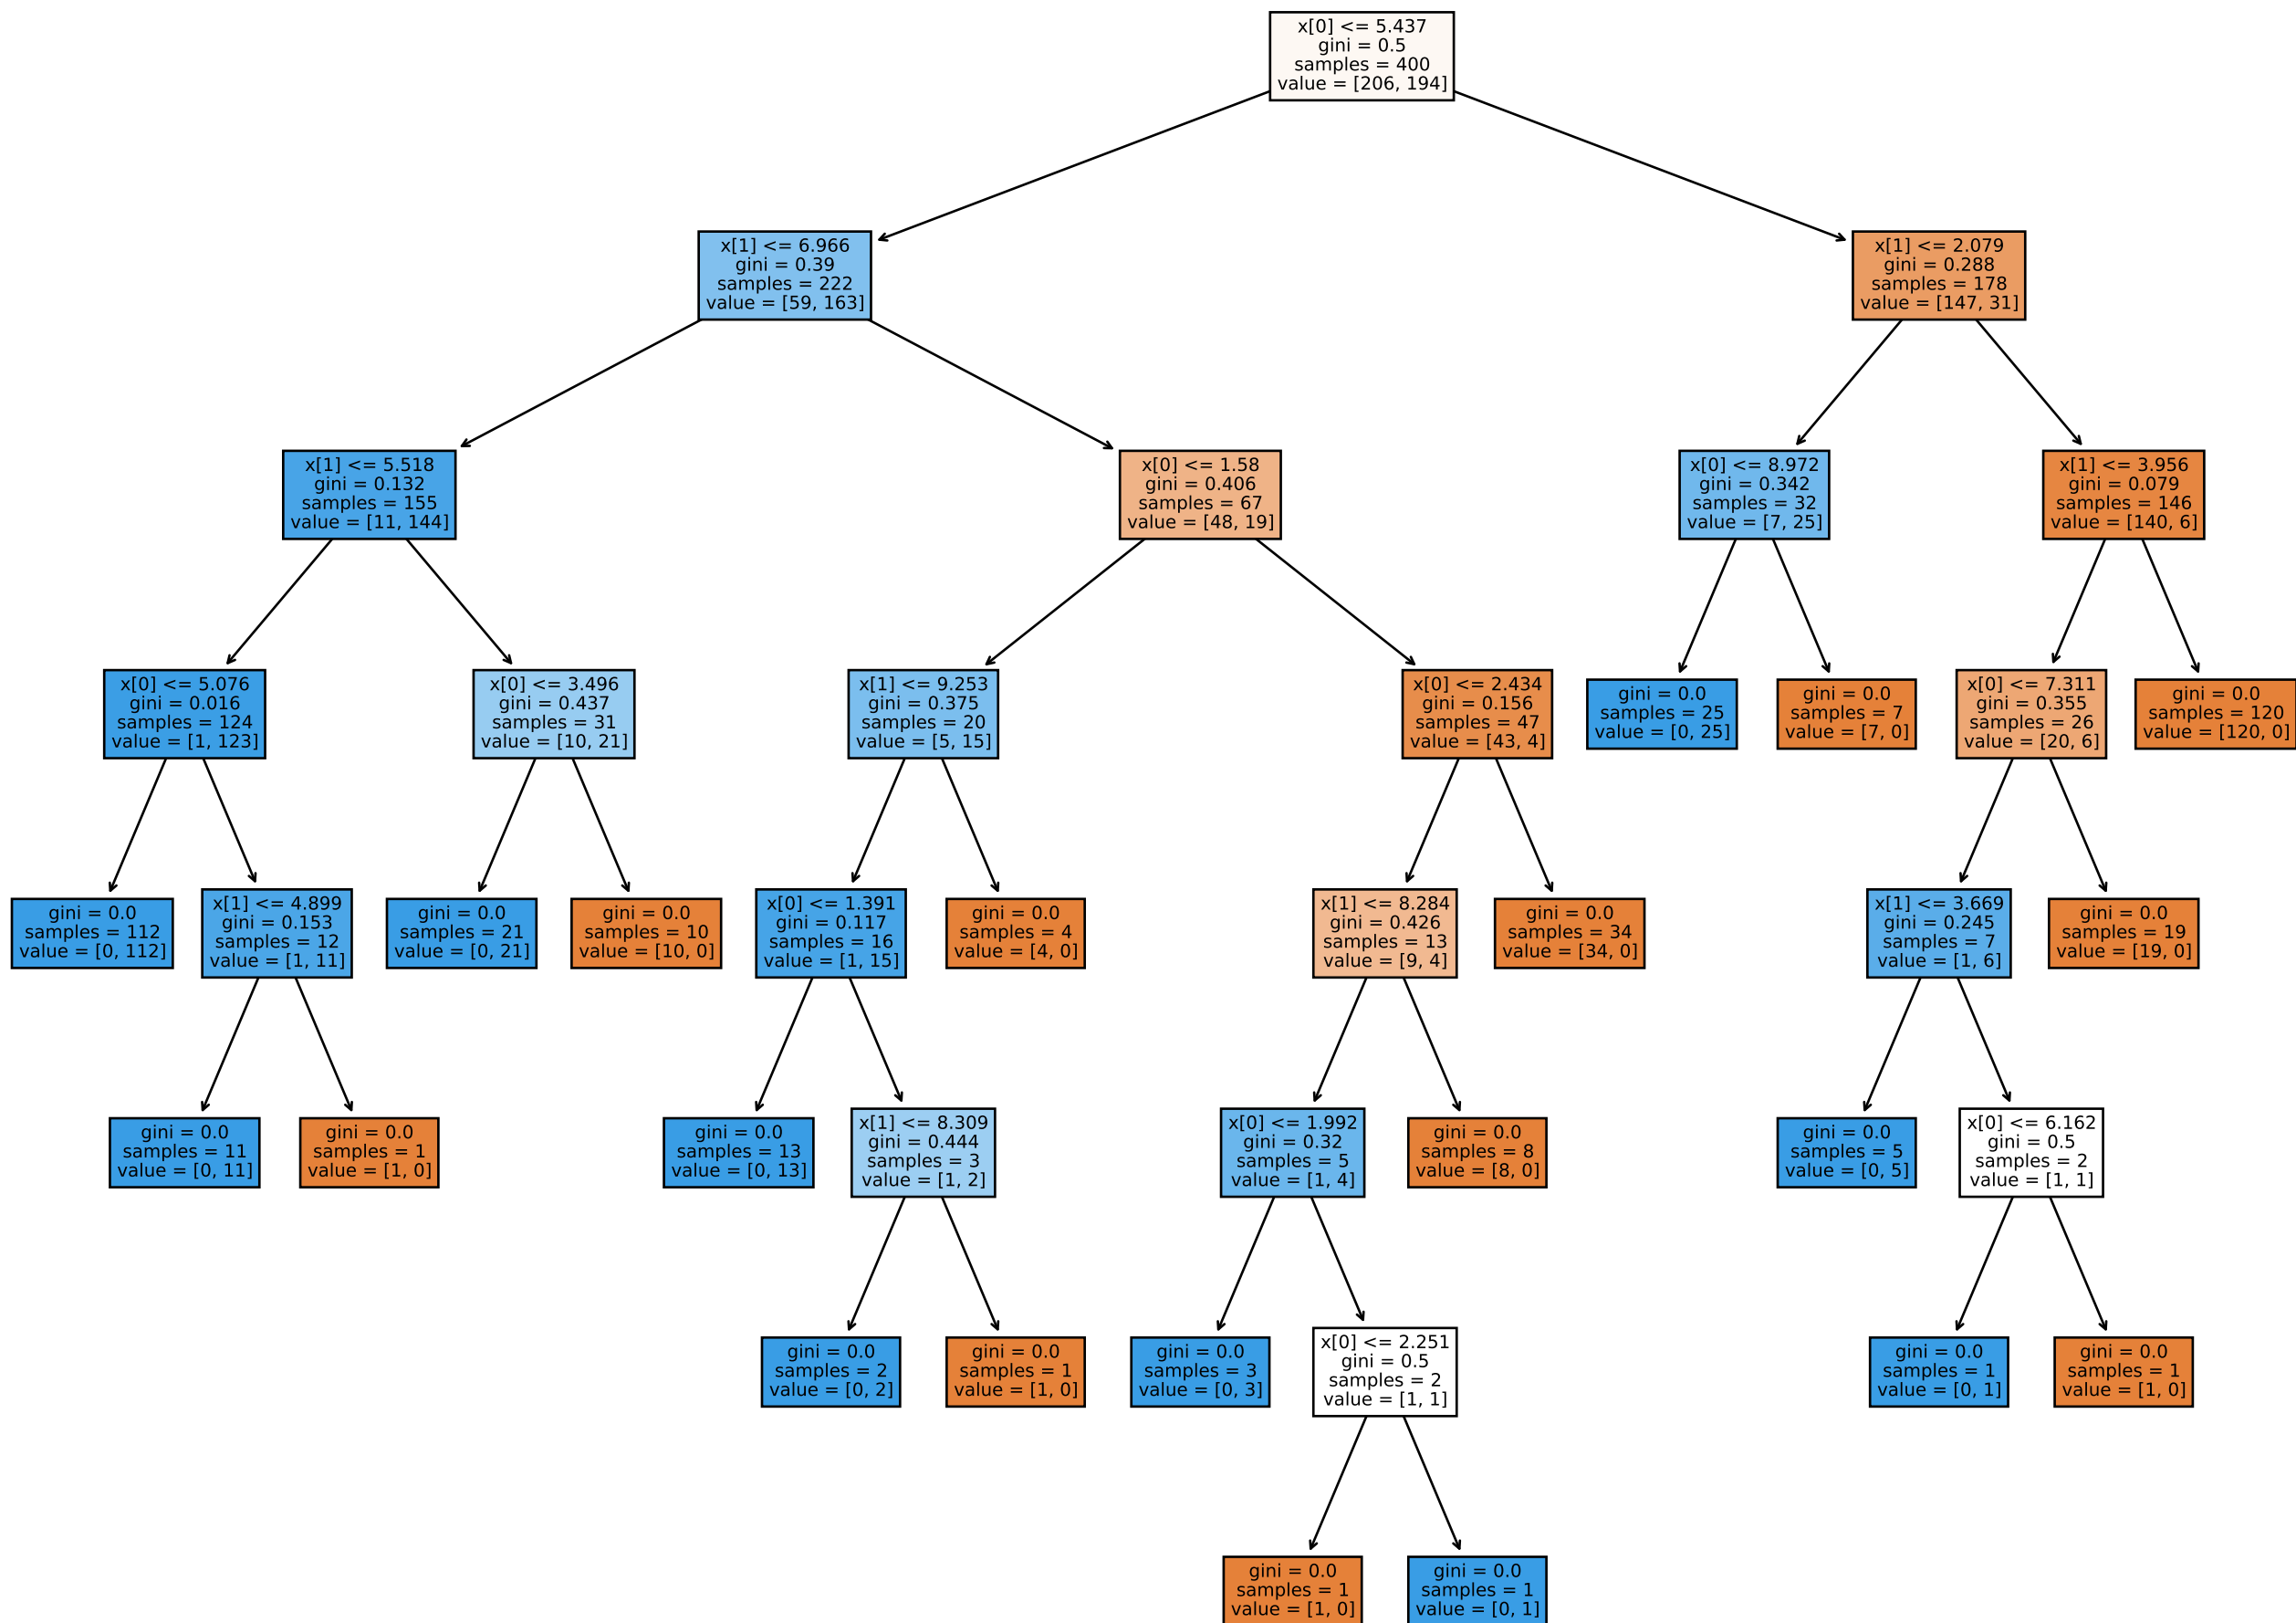 x[0] <= 5.437
gini = 0.5
samples = 400
value = [206, 194]
x[1] <= 6.966
gini = 0.39
samples = 222
value = [59, 163]
x[1] <= 2.079
gini = 0.288
samples = 178
value = [147, 31]
x[1] <= 5.518
gini = 0.132
samples = 155
value = [11, 144]
x[0] <= 1.58
gini = 0.406
samples = 67
value = [48, 19]
x[0] <= 8.972
gini = 0.342
samples = 32
value = [7, 25]
x[1] <= 3.956
gini = 0.079
samples = 146
value = [140, 6]
x[0] <= 5.076
gini = 0.016
samples = 124
value = [1, 123]
x[0] <= 3.496
gini = 0.437
samples = 31
value = [10, 21]
x[1] <= 9.253
gini = 0.375
samples = 20
value = [5, 15]
x[0] <= 2.434
gini = 0.156
samples = 47
value = [43, 4]
gini = 0.0
samples = 25
value = [0, 25]
gini = 0.0
samples = 7
value = [7, 0]
x[0] <= 7.311
gini = 0.355
samples = 26
value = [20, 6]
gini = 0.0
samples = 120
value = [120, 0]
gini = 0.0
samples = 112
value = [0, 112]
x[1] <= 4.899
gini = 0.153
samples = 12
value = [1, 11]
gini = 0.0
samples = 21
value = [0, 21]
gini = 0.0
samples = 10
value = [10, 0]
x[0] <= 1.391
gini = 0.117
samples = 16
value = [1, 15]
gini = 0.0
samples = 4
value = [4, 0]
x[1] <= 8.284
gini = 0.426
samples = 13
value = [9, 4]
gini = 0.0
samples = 34
value = [34, 0]
x[1] <= 3.669
gini = 0.245
samples = 7
value = [1, 6]
gini = 0.0
samples = 19
value = [19, 0]
gini = 0.0
samples = 11
value = [0, 11]
gini = 0.0
samples = 1
value = [1, 0]
gini = 0.0
samples = 13
value = [0, 13]
x[1] <= 8.309
gini = 0.444
samples = 3
value = [1, 2]
x[0] <= 1.992
gini = 0.32
samples = 5
value = [1, 4]
gini = 0.0
samples = 8
value = [8, 0]
gini = 0.0
samples = 5
value = [0, 5]
x[0] <= 6.162
gini = 0.5
samples = 2
value = [1, 1]
gini = 0.0
samples = 2
value = [0, 2]
gini = 0.0
samples = 1
value = [1, 0]
gini = 0.0
samples = 3
value = [0, 3]
x[0] <= 2.251
gini = 0.5
samples = 2
value = [1, 1]
gini = 0.0
samples = 1
value = [0, 1]
gini = 0.0
samples = 1
value = [1, 0]
gini = 0.0
samples = 1
value = [1, 0]
gini = 0.0
samples = 1
value = [0, 1]